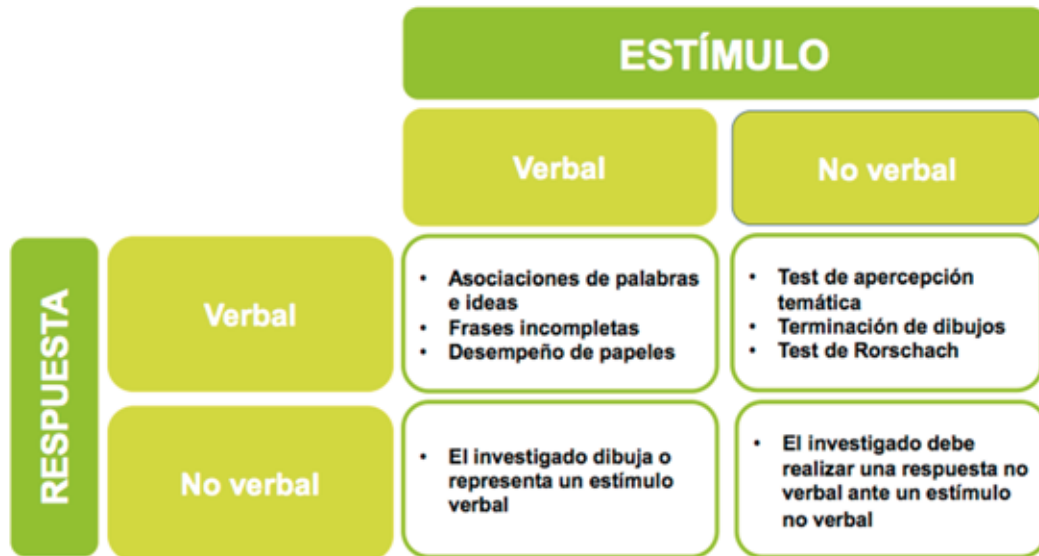 ESTÍMULO
Verbal
No verbal
RESPUESTA
Verbal
• Asociaciones de palabras
e ideas
• Frases incompletas
• Desempeño de papeles
• Test de apercepción
temática
• Terminación de dibujos
• Test de Rorschach
No verbal
• El investigado dibuja o
representa un estímulo
verbal
• El investigado debe
realizar una respuesta no
verbal ante un estímulo
no verbal